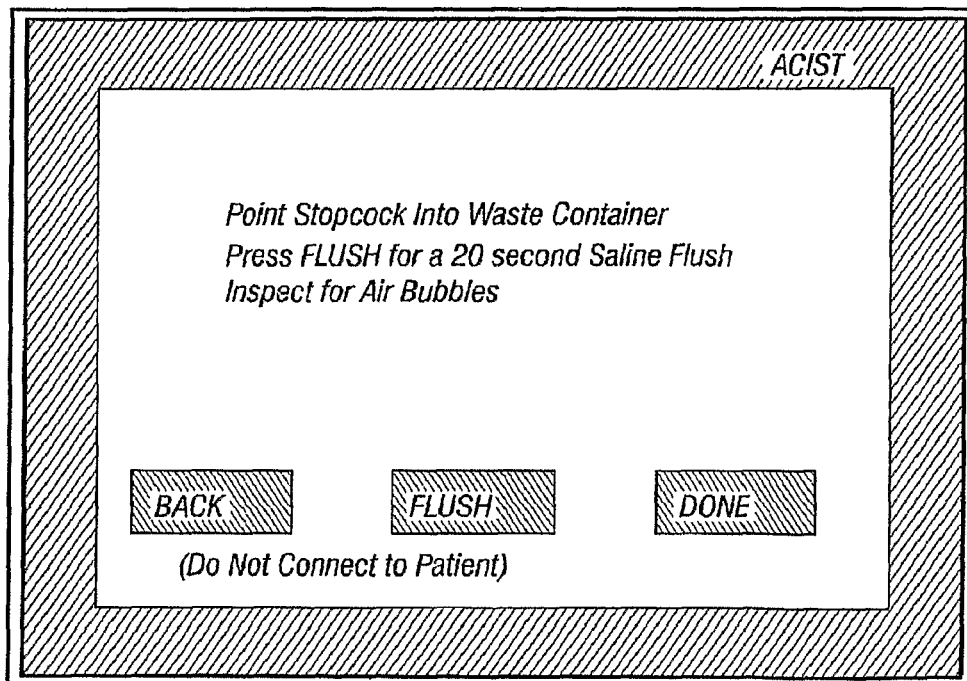 ACIST
Point Stopcock Into Waste Container
Press FLUSH for a 20 second Saline Flush
Inspect for Air Bubbles
BACK FLUSH DONE
(Do Not Connect to Patient)